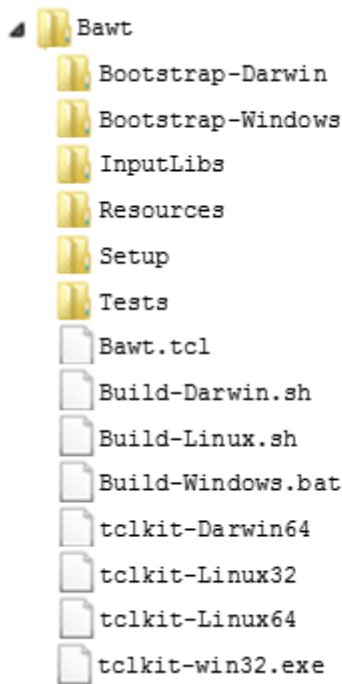 Bawt
Bootstrap-Darwin
Bootstrap-Windows
InputLibs
Resources
Setup
Tests
Bawt.tcl
Build-Darwin.sh
Build-Linux.sh
Build-Windows.bat
tclkit-Darwin64
tclkit-Linux32
tclkit-Linux64
tclkit-win32.exe